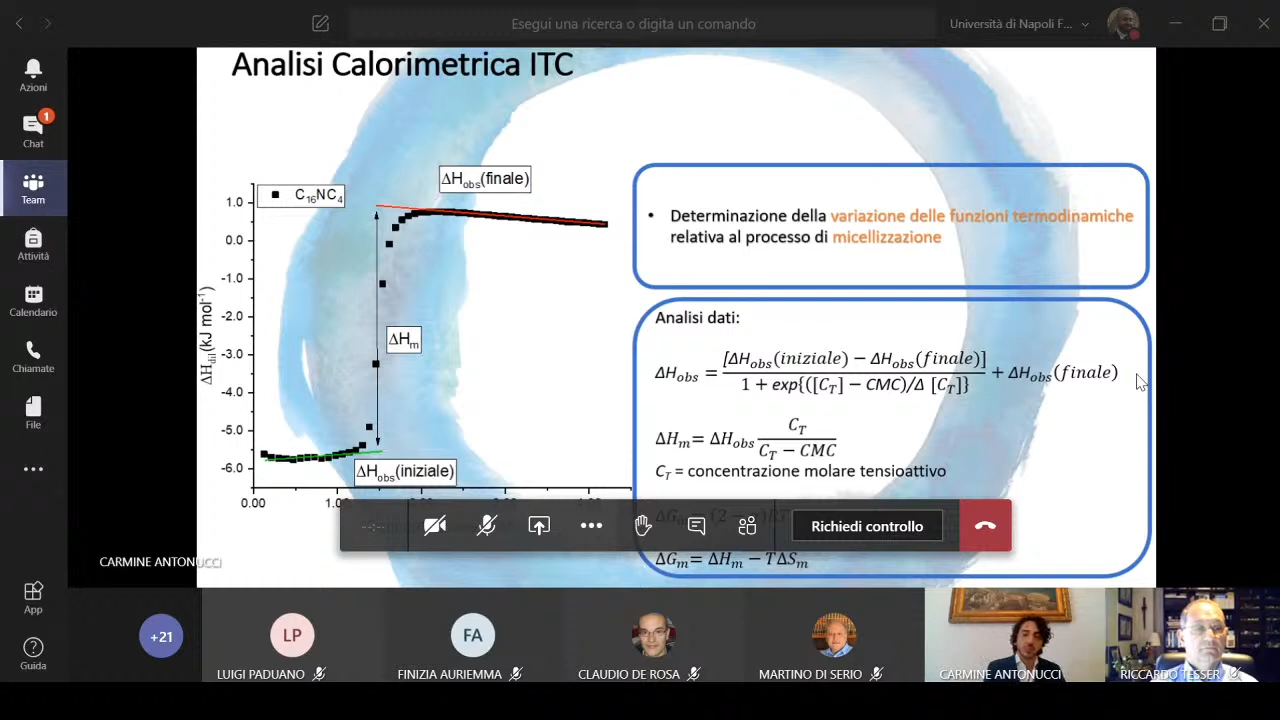 Esegui una ricerca o digita un comando
Università di Napoli F...
Azioni
Chat
1
Team
Attività
Calendario
Chiamate
File
App
Guida
Analisi Calorimetrica ITC
ΔHobs(finale)
C16NC4
1.0
0.0
-1.0
-2.0
-3.0
-4.0
-5.0
-6.0
ΔHdil(kJ mol-1)
ΔHm
ΔHobs(iniziale)
0.00
1.00
• Determinazione della variazione delle funzioni termodinamiche
relativa al processo di micellizzazione
Analisi dati:
ΔHobs = [ΔHobs(iniziale) − ΔHobs(finale)] / 1 + exp{([CT] − CMC)/Δ [CT]} + ΔHobs(finale)
ΔHm= ΔHobs CT / CT − CMC
CT = concentrazione molare tensioattivo
ΔGm= ΔHm − TΔSm
Richiedi controllo
CARMINE ANTONUCCI
+21
LP
LUIGI PADUANO
FA
FINIZIA AURIEMMA
CLAUDIO DE ROSA
MARTINO DI SERIO
CARMINE ANTONUCCI
RICCARDO TESSER